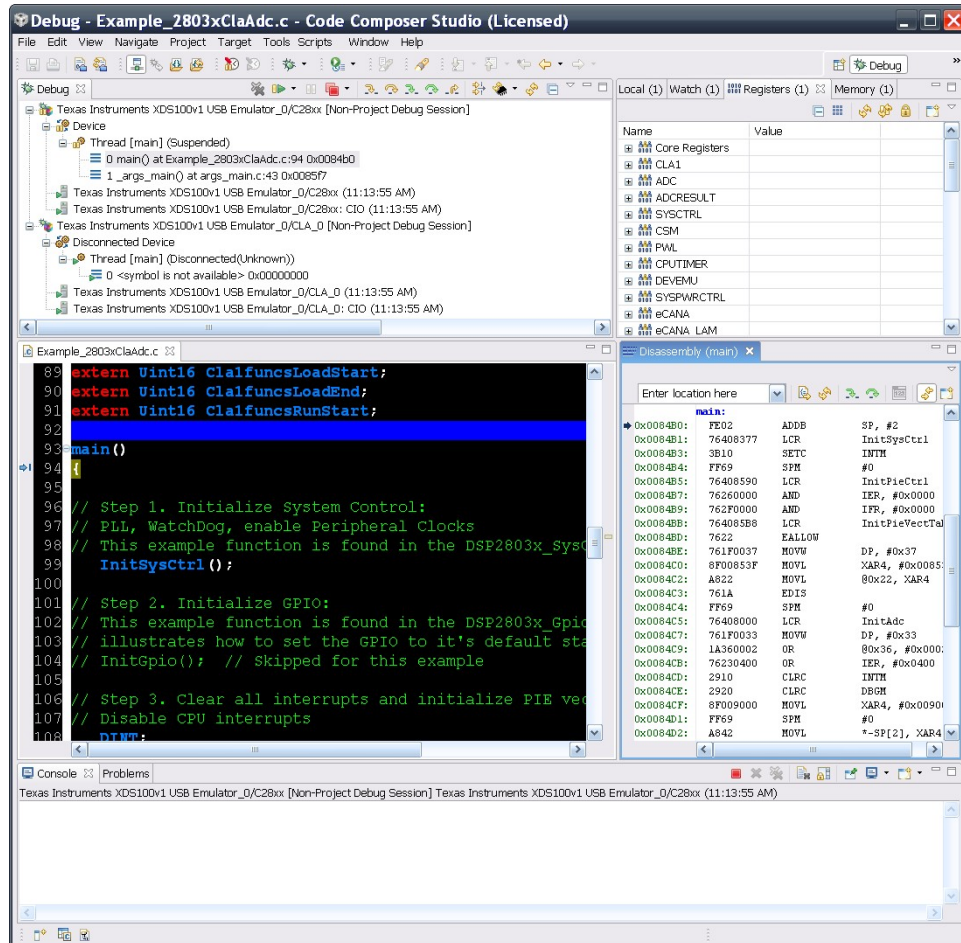 Debug - Example_2803xClaAdc.c - Code Composer Studio (Licensed)
File Edit View Navigate Project Target Tools Scripts Window Help
Debug
»
Debug
Texas Instruments XDS100v1 USB Emulator_0/C28xx [Non-Project Debug Session]
Device
Thread [main] (Suspended)
0 main() at Example_2803xClaAdc.c:94 0x0084b0
1 _args_main() at args_main.c:43 0x0085f7
Texas Instruments XDS100v1 USB Emulator_0/C28xx (11:13:55 AM)
Texas Instruments XDS100v1 USB Emulator_0/C28xx: CIO (11:13:55 AM)
Texas Instruments XDS100v1 USB Emulator_0/CLA_0 [Non-Project Debug Session]
Disconnected Device
Thread [main] (Disconnected(Unknown))
0 <symbol is not available> 0x00000000
Texas Instruments XDS100v1 USB Emulator_0/CLA_0 (11:13:55 AM)
Texas Instruments XDS100v1 USB Emulator_0/CLA_0: CIO (11:13:55 AM)
Local (1) Watch (1) Registers (1) Memory (1)
Name Value
Core Registers
CLA1
ADC
ADCRESULT
SYSCTRL
CSM
PWL
CPUTIMER
DEVEMU
SYSPWRCTRL
eCANA
eCANA_LAM
Example_2803xClaAdc.c
89 extern Uint16 Cla1funcsLoadStart;
90 extern Uint16 Cla1funcsLoadEnd;
91 extern Uint16 Cla1funcsRunStart;
92
93 main()
94 {
95
96 // Step 1. Initialize System Control:
97 // PLL, WatchDog, enable Peripheral Clocks
98 // This example function is found in the DSP2803x_SysC
99 InitSysCtrl();
100
101 // Step 2. Initialize GPIO:
102 // This example function is found in the DSP2803x_Gpio
103 // illustrates how to set the GPIO to it's default sta
104 // InitGpio(); // Skipped for this example
105
106 // Step 3. Clear all interrupts and initialize PIE vec
107 // Disable CPU interrupts
108 DINT;
Disassembly (main)
Enter location here
main:
0x0084B0: FE02 ADDB SP, #2
0x0084B1: 76408377 LCR InitSysCtrl
0x0084B3: 3B10 SETC INTM
0x0084B4: FF69 SPM #0
0x0084B5: 76408590 LCR InitPieCtrl
0x0084B7: 76260000 AND IER, #0x0000
0x0084B9: 762F0000 AND IFR, #0x0000
0x0084BB: 764085B8 LCR InitPieVectTal
0x0084BD: 7622 EALLOW
0x0084BE: 761F0037 MOVW DP, #0x37
0x0084C0: 8F00853F MOVL XAR4, #0x0085
0x0084C2: A822 MOVL @0x22, XAR4
0x0084C3: 761A EDIS
0x0084C4: FF69 SPM #0
0x0084C5: 76408000 LCR InitAdc
0x0084C7: 761F0033 MOVW DP, #0x33
0x0084C9: 1A360002 OR @0x36, #0x000
0x0084CB: 76230400 OR IER, #0x0400
0x0084CD: 2910 CLRC INTM
0x0084CE: 2920 CLRC DBGM
0x0084CF: 8F009000 MOVL XAR4, #0x0090
0x0084D1: FF69 SPM #0
0x0084D2: A842 MOVL *-SP[2], XAR4
Console Problems
Texas Instruments XDS100v1 USB Emulator_0/C28xx [Non-Project Debug Session] Texas Instruments XDS100v1 USB Emulator_0/C28xx (11:13:55 AM)